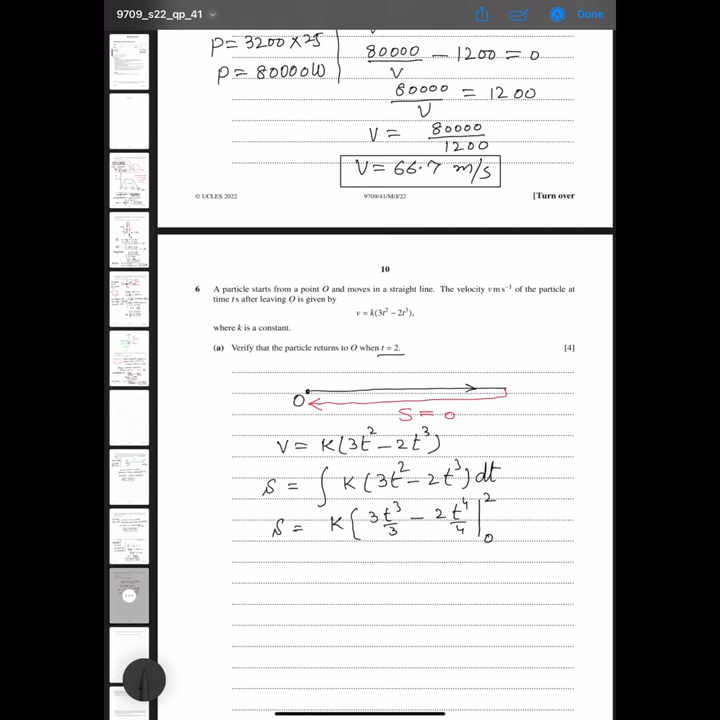 9709_s22_qp_41
Done
P = 3200 × 25
P = 80000W
80000/V − 1200 = 0
80000/V = 1200
V = 80000/1200
V = 66.7 m/s
© UCLES 2022 9709/41/M/J/22 [Turn over
10
6 A particle starts from a point O and moves in a straight line. The velocity v m s⁻¹ of the particle at
time t s after leaving O is given by
v = k(3t² − 2t³),
where k is a constant.
(a) Verify that the particle returns to O when t = 2. [4]
O
S = 0
V = K(3t² − 2t³)
s = ∫ K(3t² − 2t³) dt
s = K[3t³/3 − 2t⁴/4]₀²